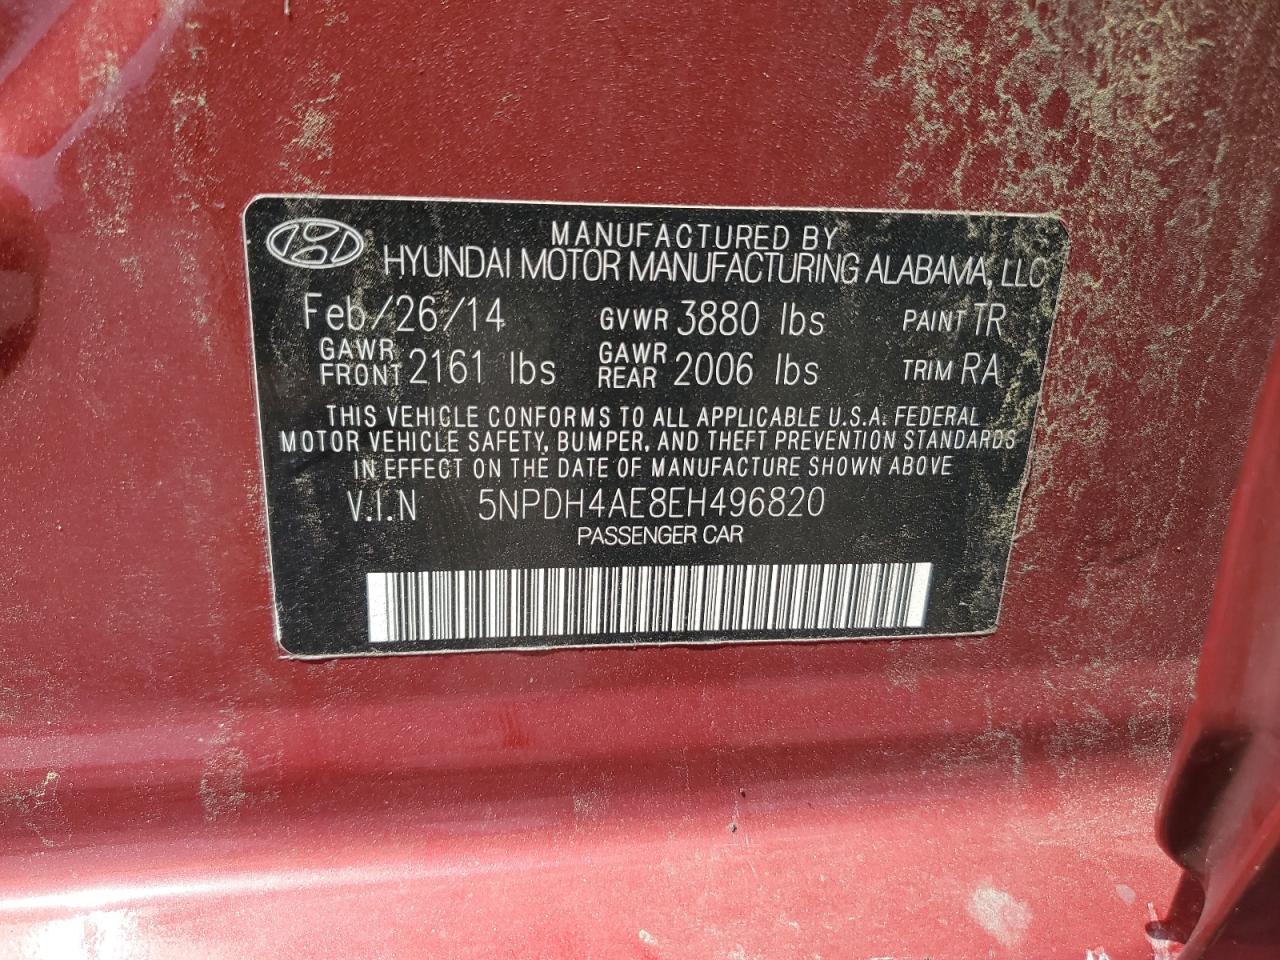 MANUFACTURED BY
HYUNDAI MOTOR MANUFACTURING ALABAMA, LLC
Feb/26/14 GVWR 3880 lbs PAINT TR
GAWR FRONT 2161 lbs GAWR REAR 2006 lbs TRIM RA
THIS VEHICLE CONFORMS TO ALL APPLICABLE U.S.A. FEDERAL
MOTOR VEHICLE SAFETY, BUMPER, AND THEFT PREVENTION STANDARDS
IN EFFECT ON THE DATE OF MANUFACTURE SHOWN ABOVE
V.I.N 5NPDH4AE8EH496820
PASSENGER CAR